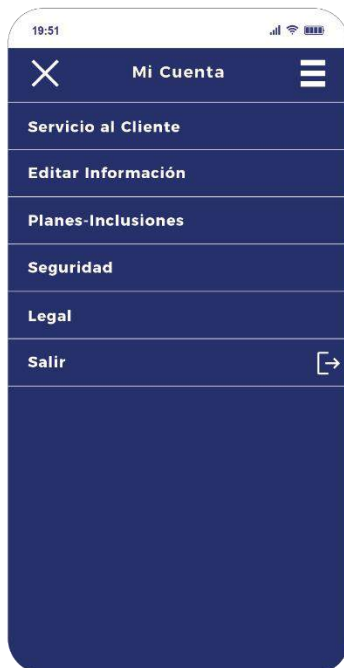 19:51
Mi Cuenta
Servicio al Cliente
Editar Información
Planes-Inclusiones
Seguridad
Legal
Salir